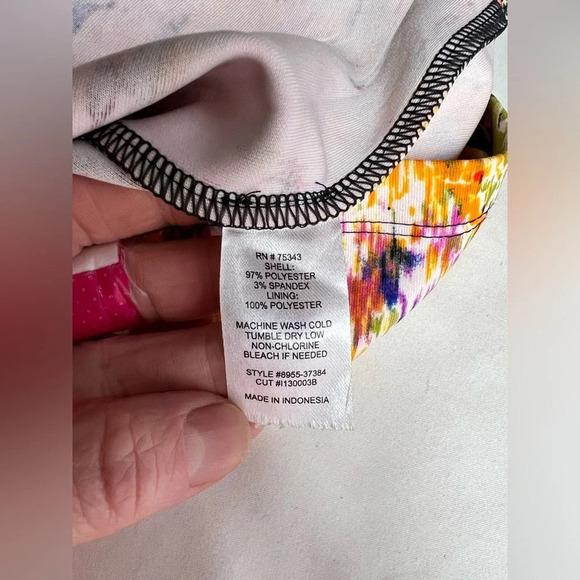 RN # 75343
SHELL:
97% POLYESTER
3% SPANDEX
LINING:
100% POLYESTER
MACHINE WASH COLD
TUMBLE DRY LOW
NON-CHLORINE
BLEACH IF NEEDED
STYLE #8955-37384
CUT #I130003B
MADE IN INDONESIA